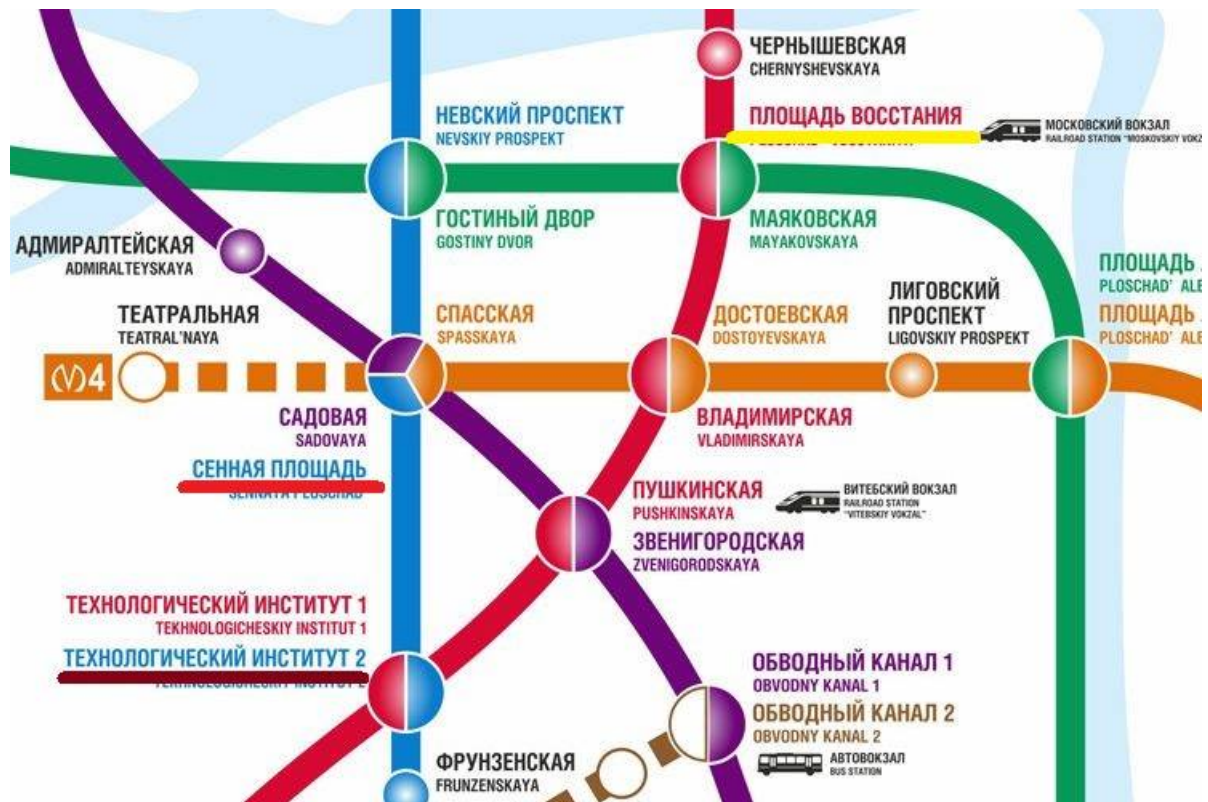 ЧЕРНЫШЕВСКАЯ
CHERNYSHEVSKAYA
НЕВСКИЙ ПРОСПЕКТ
NEVSKIY PROSPEKT
ПЛОЩАДЬ ВОССТАНИЯ
МОСКОВСКИЙ ВОКЗАЛ
RAILROAD STATION "MOSKOVSKIY VOKZ
ГОСТИНЫЙ ДВОР
GOSTINY DVOR
МАЯКОВСКАЯ
MAYAKOVSKAYA
АДМИРАЛТЕЙСКАЯ
ADMIRALTEYSKAYA
ПЛОЩАДЬ
PLOSCHAD' ALE
ТЕАТРАЛЬНАЯ
TEATRAL'NAYA
СПАССКАЯ
SPASSKAYA
ДОСТОЕВСКАЯ
DOSTOYEVSKAYA
ЛИГОВСКИЙ
ПРОСПЕКТ
LIGOVSKIY PROSPEKT
ПЛОЩАДЬ
PLOSCHAD' ALE
4
САДОВАЯ
SADOVAYA
ВЛАДИМИРСКАЯ
VLADIMIRSKAYA
СЕННАЯ ПЛОЩАДЬ
ПУШКИНСКАЯ
PUSHKINSKAYA
ВИТЕБСКИЙ ВОКЗАЛ
RAILROAD STATION
"VITEBSKIY VOKZAL"
ЗВЕНИГОРОДСКАЯ
ZVENIGORODSKAYA
ТЕХНОЛОГИЧЕСКИЙ ИНСТИТУТ 1
TEKHNOLOGICHESKIY INSTITUT 1
ТЕХНОЛОГИЧЕСКИЙ ИНСТИТУТ 2
ОБВОДНЫЙ КАНАЛ 1
OBVODNY KANAL 1
ОБВОДНЫЙ КАНАЛ 2
OBVODNY KANAL 2
АВТОВОКЗАЛ
BUS STATION
ФРУНЗЕНСКАЯ
FRUNZENSKAYA